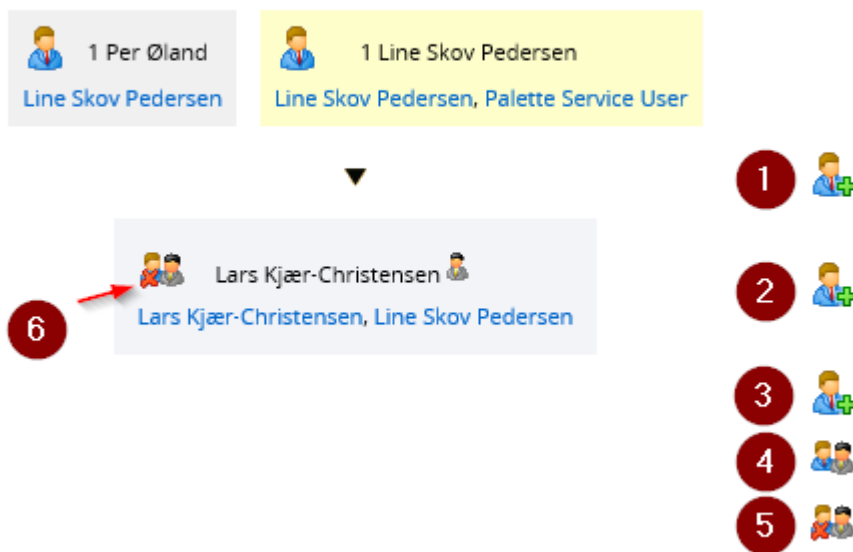 1 Per Øland
Line Skov Pedersen
1 Line Skov Pedersen
Line Skov Pedersen, Palette Service User
1
2
Lars Kjær-Christensen
Lars Kjær-Christensen, Line Skov Pedersen
6
3
4
5